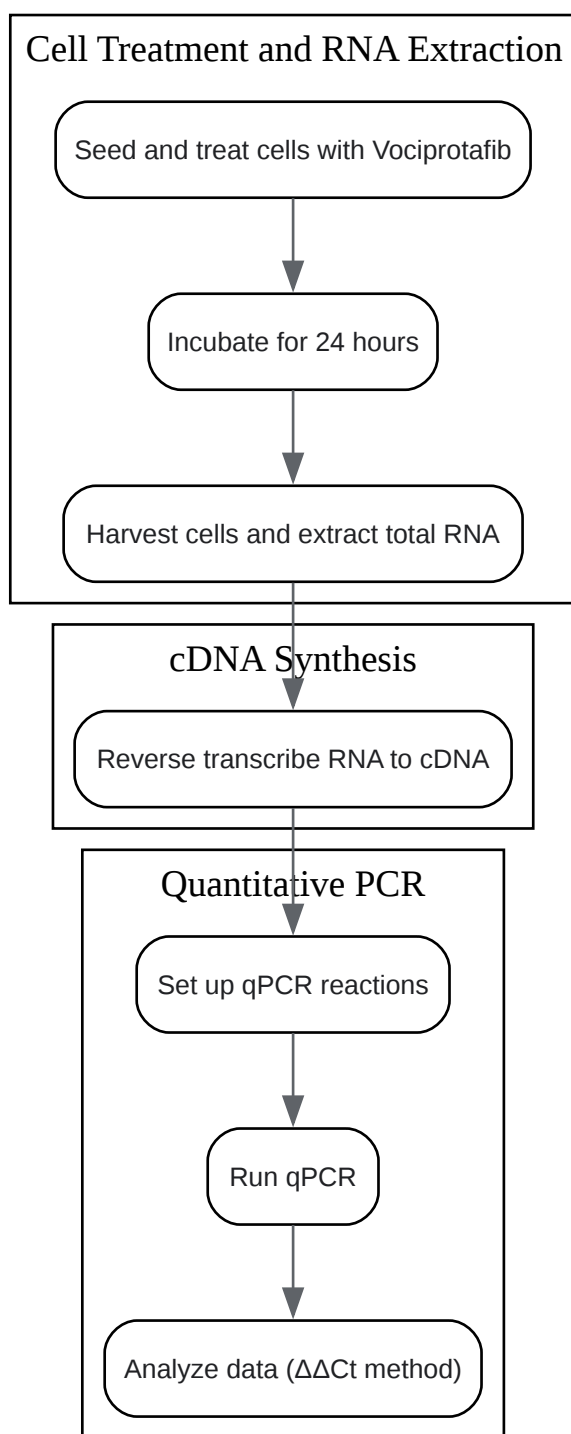 Cell Treatment and RNA Extraction
Seed and treat cells with Vociprotafib
Incubate for 24 hours
Harvest cells and extract total RNA
cDNA Synthesis
Reverse transcribe RNA to cDNA
Quantitative PCR
Set up qPCR reactions
Run qPCR
Analyze data (ΔΔCt method)